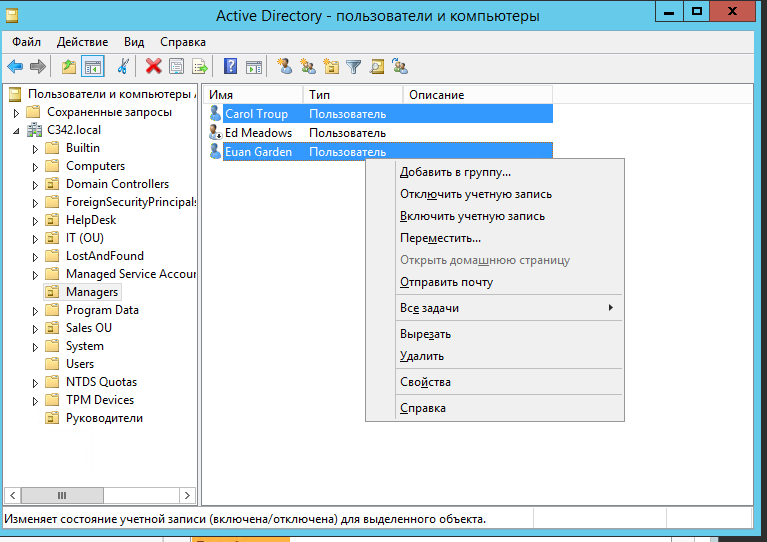 Active Directory - пользователи и компьютеры
Файл Действие Вид Справка
Пользователи и компьютеры
Сохраненные запросы
C342.local
Builtin
Computers
Domain Controllers
ForeignSecurityPrincipals
HelpDesk
IT (OU)
LostAndFound
Managed Service Accour
Managers
Program Data
Sales OU
System
Users
NTDS Quotas
TPM Devices
Руководители
Имя Тип Описание
Carol Troup Пользователь
Ed Meadows Пользователь
Euan Garden Пользователь
Добавить в группу...
Отключить учетную запись
Включить учетную запись
Переместить...
Открыть домашнюю страницу
Отправить почту
Все задачи
Вырезать
Удалить
Свойства
Справка
Изменяет состояние учетной записи (включена/отключена) для выделенного объекта.